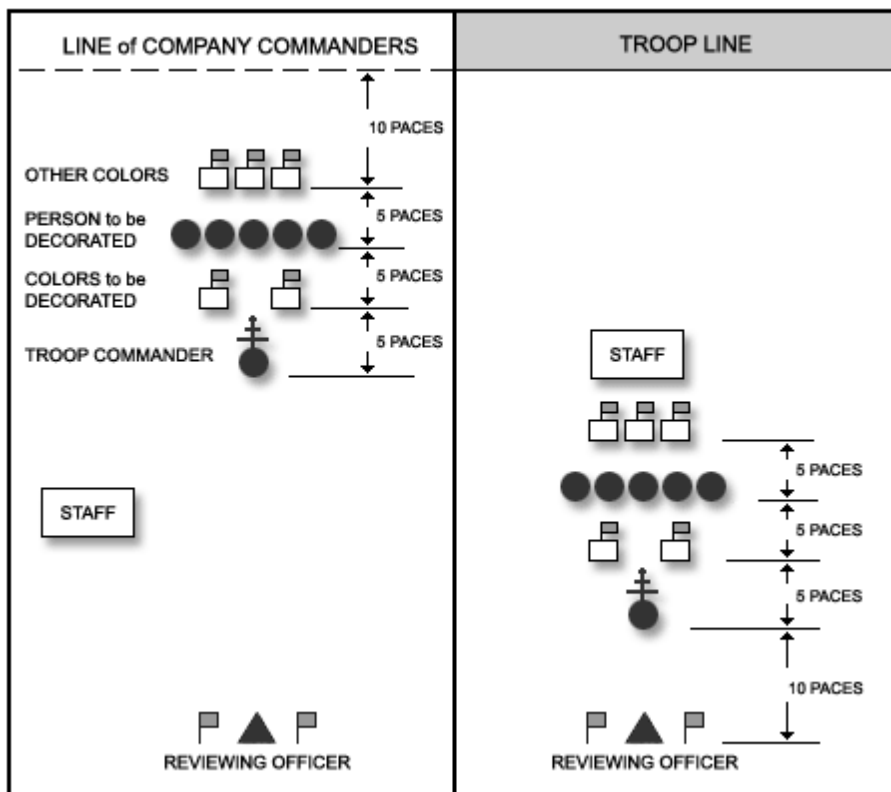 LINE of COMPANY COMMANDERS
10 PACES
OTHER COLORS
5 PACES
PERSON to be
DECORATED
5 PACES
COLORS to be
DECORATED
5 PACES
TROOP COMMANDER
STAFF
REVIEWING OFFICER
TROOP LINE
STAFF
5 PACES
5 PACES
5 PACES
10 PACES
REVIEWING OFFICER